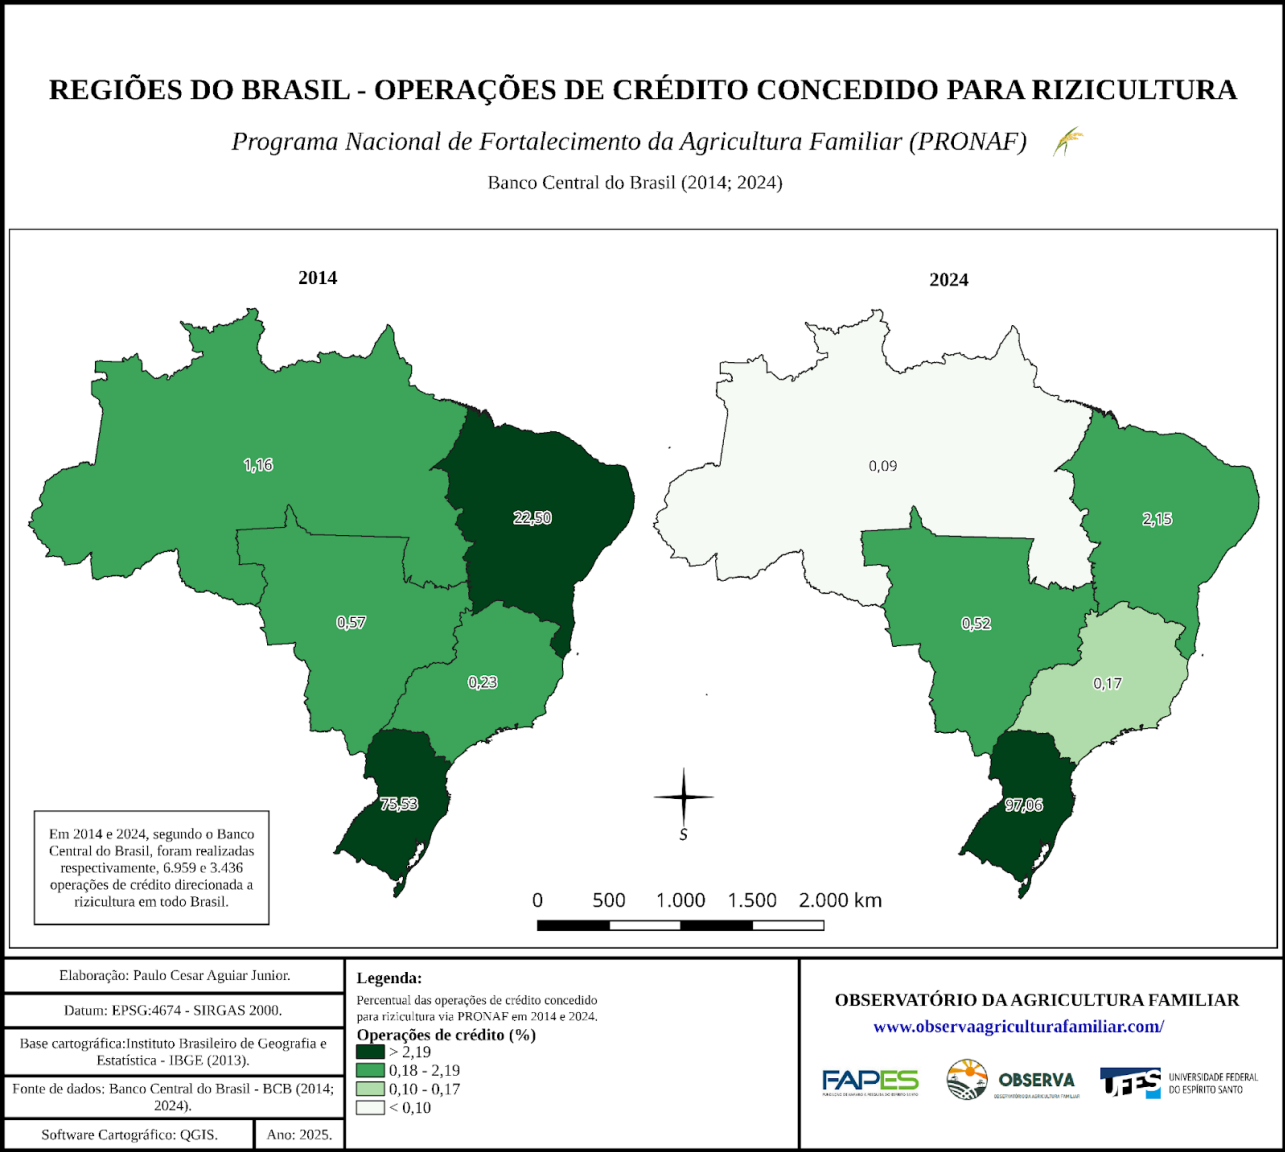 REGIÕES DO BRASIL - OPERAÇÕES DE CRÉDITO CONCEDIDO PARA RIZICULTURA
Programa Nacional de Fortalecimento da Agricultura Familiar (PRONAF)
Banco Central do Brasil (2014; 2024)
2014
1,16
22,50
0,57
0,23
75,53
2024
0,09
2,15
0,52
0,17
97,06
S
Em 2014 e 2024, segundo o Banco
Central do Brasil, foram realizadas
respectivamente, 6.959 e 3.436
operações de crédito direcionada a
rizicultura em todo Brasil.
0 500 1.000 1.500 2.000 km
Elaboração: Paulo Cesar Aguiar Junior.
Datum: EPSG:4674 - SIRGAS 2000.
Base cartográfica:Instituto Brasileiro de Geografia e
Estatística - IBGE (2013).
Fonte de dados: Banco Central do Brasil - BCB (2014;
2024).
Software Cartográfico: QGIS.
Ano: 2025.
Legenda:
Percentual das operações de crédito concedido
para rizicultura via PRONAF em 2014 e 2024.
Operações de crédito (%)
> 2,19
0,18 - 2,19
0,10 - 0,17
< 0,10
OBSERVATÓRIO DA AGRICULTURA FAMILIAR
www.observaagriculturafamiliar.com/
FAPES
OBSERVA
OBSERVATÓRIO DA AGRICULTURA FAMILIAR
UFES
UNIVERSIDADE FEDERAL
DO ESPÍRITO SANTO